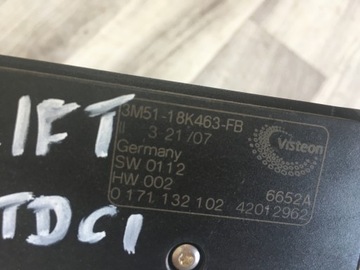 3M51-18K463-FB
II 3 21/07
Visteon
Germany
SW 0112
HW 002 6652A
0 171 132 102 42012962
IFT
TDCI